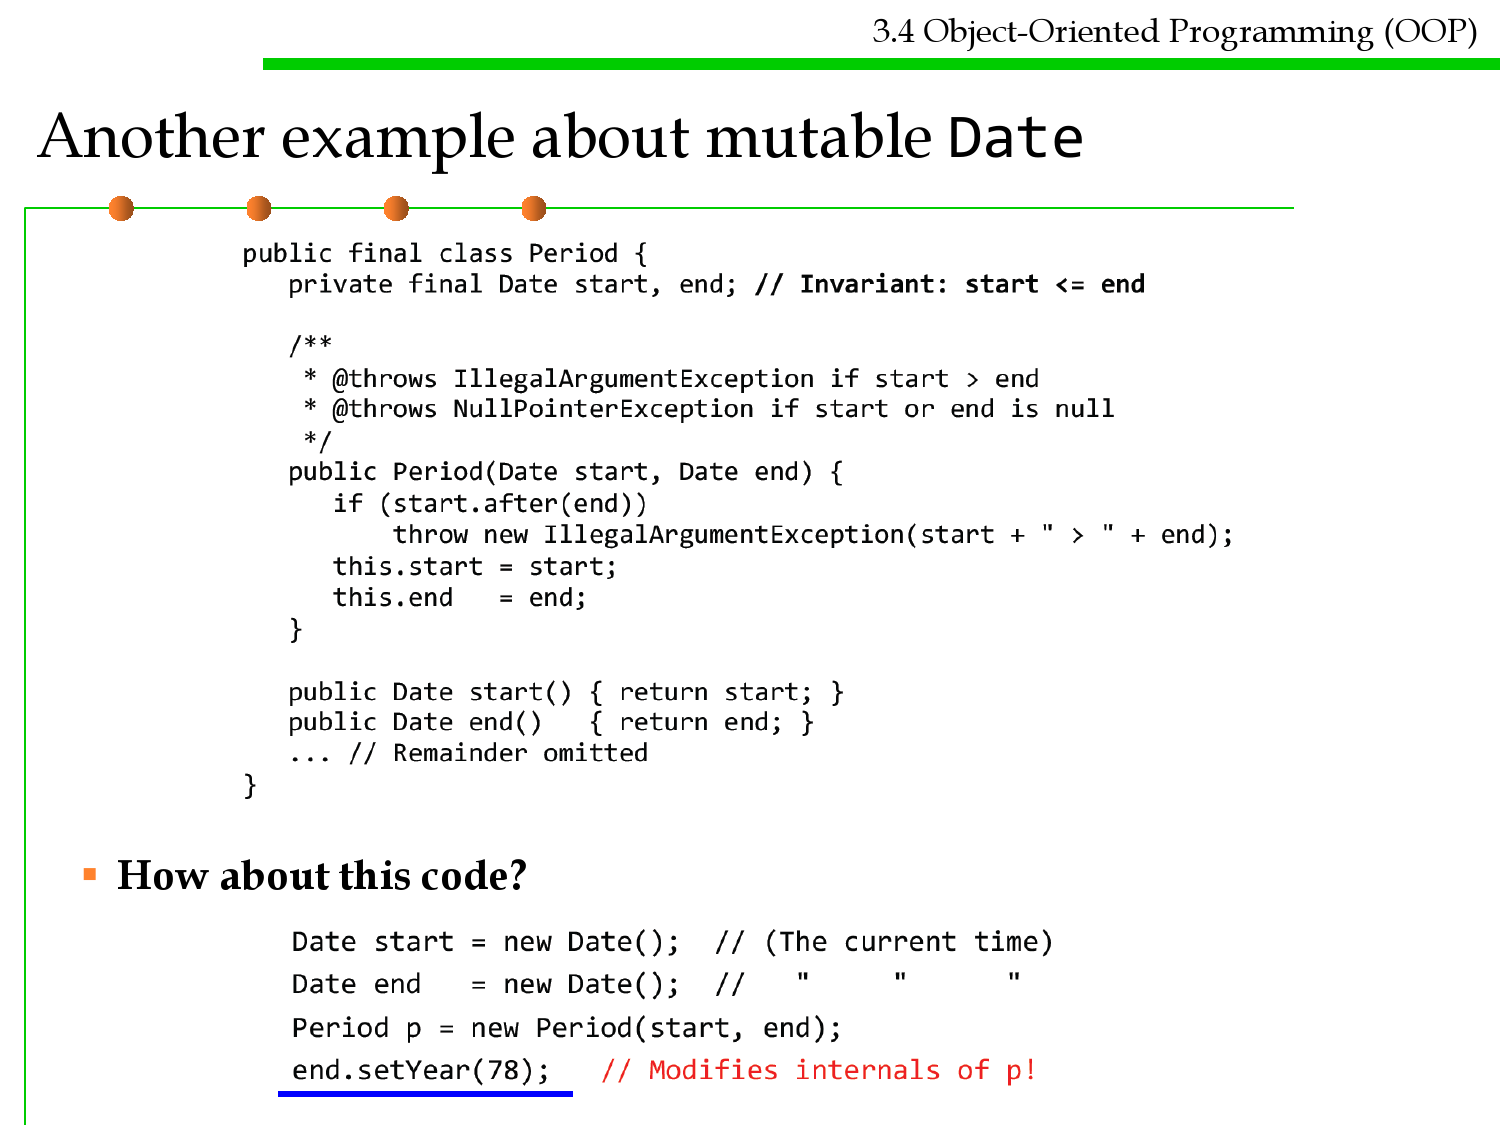 3.4 Object-Oriented Programming (OOP)
Another example about mutable Date
public final class Period {
   private final Date start, end; // Invariant: start <= end

   /**
    * @throws IllegalArgumentException if start > end
    * @throws NullPointerException if start or end is null
    */
   public Period(Date start, Date end) {
      if (start.after(end))
          throw new IllegalArgumentException(start + " > " + end);
      this.start = start;
      this.end   = end;
   }

   public Date start() { return start; }
   public Date end()   { return end; }
   ... // Remainder omitted
}
▪ How about this code?
Date start = new Date();  // (The current time)
Date end   = new Date();  //   "     "      "
Period p = new Period(start, end);
end.setYear(78);   // Modifies internals of p!